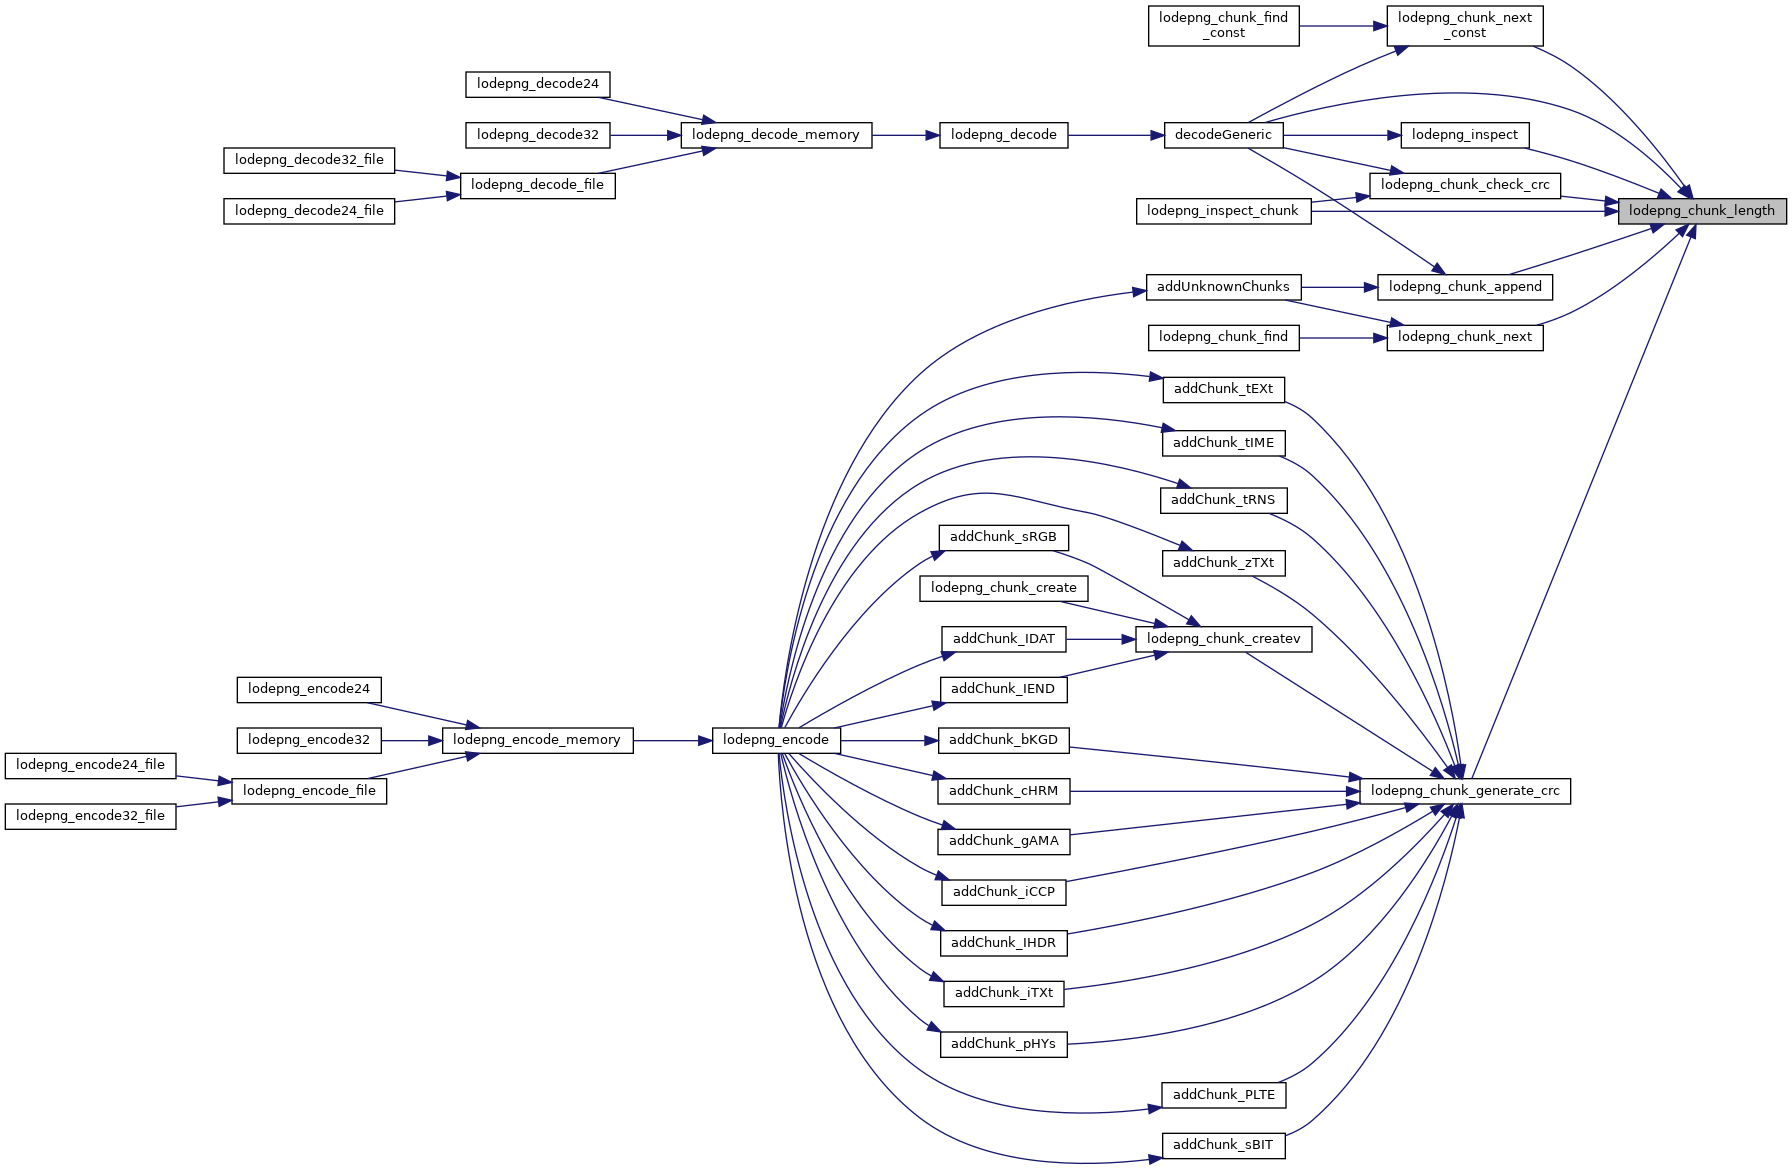 lodepng_chunk_find
_const
lodepng_chunk_next
_const
lodepng_decode24
lodepng_decode32
lodepng_decode_memory
lodepng_decode
decodeGeneric
lodepng_inspect
lodepng_decode32_file
lodepng_decode_file
lodepng_chunk_check_crc
lodepng_decode24_file
lodepng_inspect_chunk
lodepng_chunk_length
addUnknownChunks
lodepng_chunk_append
lodepng_chunk_find
lodepng_chunk_next
addChunk_tEXt
addChunk_tIME
addChunk_tRNS
addChunk_sRGB
addChunk_zTXt
lodepng_chunk_create
addChunk_IDAT
lodepng_chunk_createv
lodepng_encode24
addChunk_IEND
lodepng_encode32
lodepng_encode_memory
lodepng_encode
addChunk_bKGD
lodepng_encode24_file
lodepng_encode_file
addChunk_cHRM
lodepng_chunk_generate_crc
lodepng_encode32_file
addChunk_gAMA
addChunk_iCCP
addChunk_IHDR
addChunk_iTXt
addChunk_pHYs
addChunk_PLTE
addChunk_sBIT